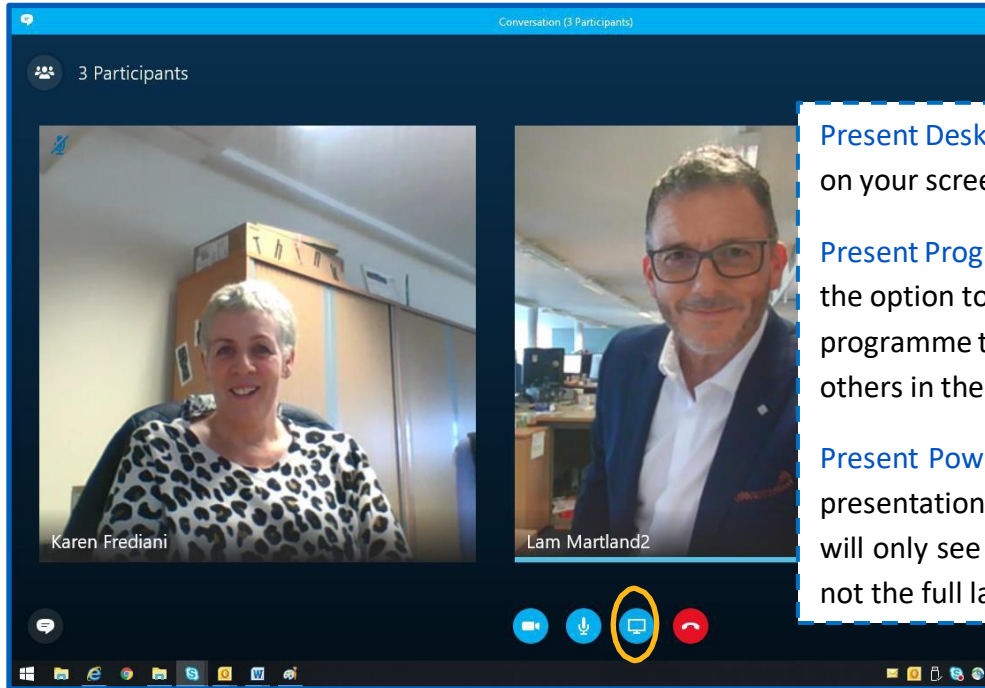 Conversation (3 Participants)
3 Participants
Present Desk
on your scree
Present Prog
the option to
programme t
others in the
Present Pow
presentation
will only see
not the full la
Think
Karen Frediani
Lam Martland2